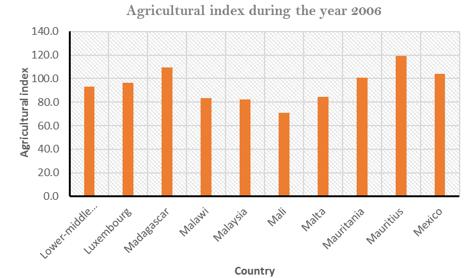 Agricultural index during the year 2006
140.0
120.0
100.0
80.0
60.0
40.0
20.0
0.0
Agricultural index
Lower-middle...
Luxembourg
Madagascar
Malawi
Malaysia
Mali
Malta
Mauritania
Mauritius
Mexico
Country